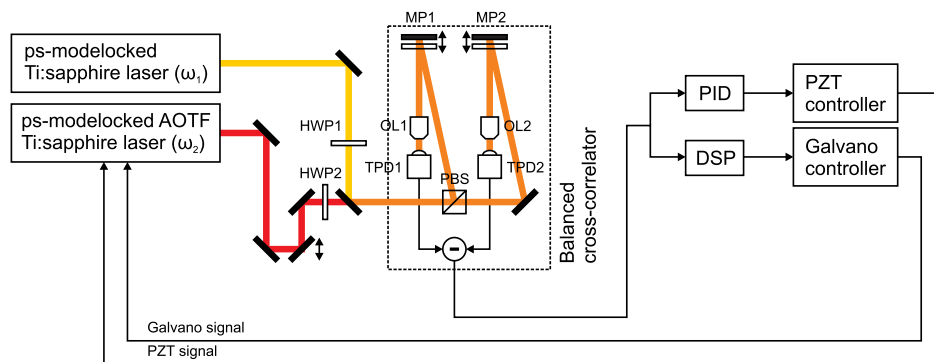 MP1
MP2
ps-modelocked
Ti:sapphire laser (ω₁)
ps-modelocked AOTF
Ti:sapphire laser (ω₂)
HWP1
HWP2
OL1
OL2
TPD1
TPD2
PBS
-
Balanced
cross-correlator
PID
PZT
controller
DSP
Galvano
controller
Galvano signal
PZT signal